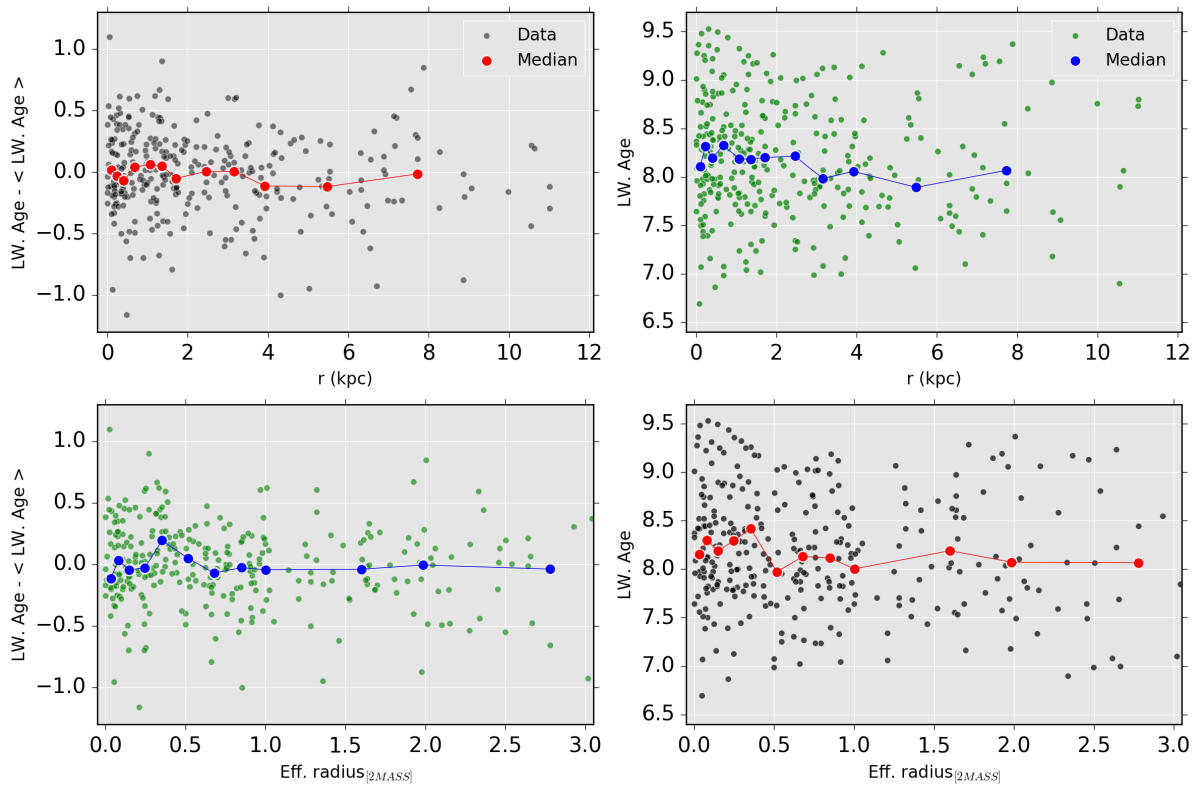 1.0
0.5
0.0
−0.5
−1.0
LW. Age - < LW. Age >
0 2 4 6 8 10 12
r (kpc)
Data
Median
9.5
9.0
8.5
8.0
7.5
7.0
6.5
LW. Age
0 2 4 6 8 10 12
r (kpc)
Data
Median
1.0
0.5
0.0
−0.5
−1.0
LW. Age - < LW. Age >
0.0 0.5 1.0 1.5 2.0 2.5 3.0
Eff. radius[2MASS]
9.5
9.0
8.5
8.0
7.5
7.0
6.5
LW. Age
0.0 0.5 1.0 1.5 2.0 2.5 3.0
Eff. radius[2MASS]